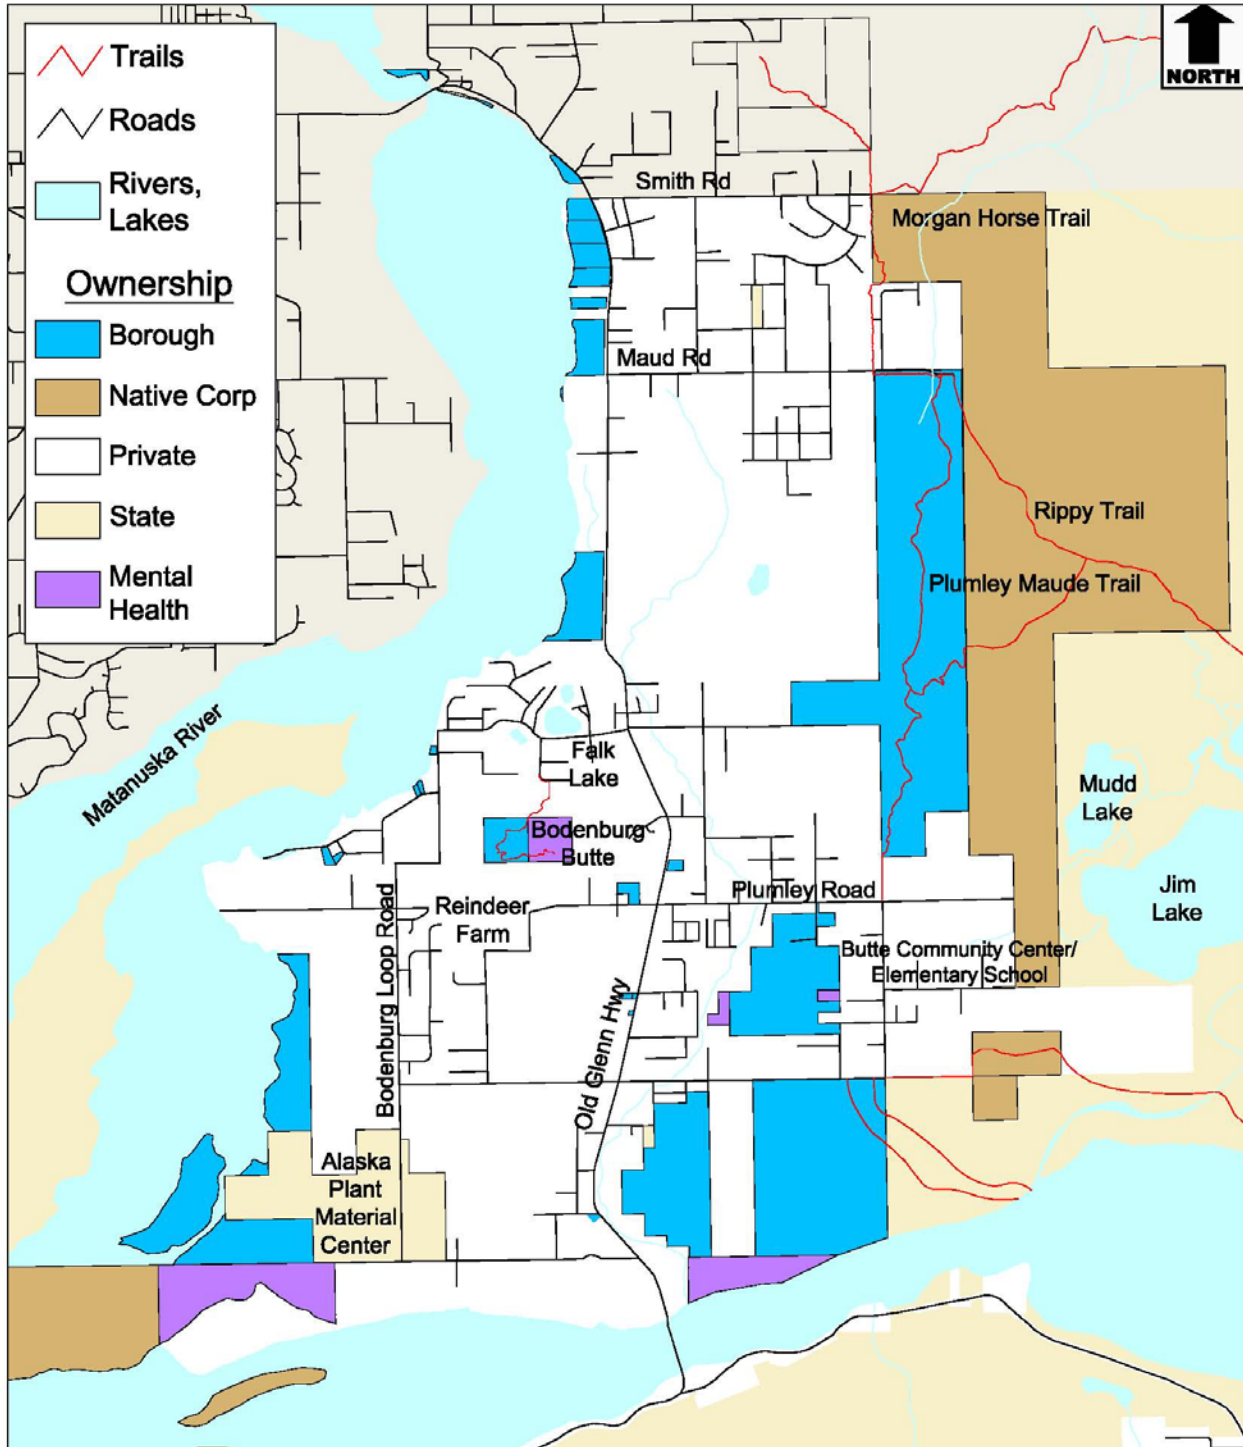 Trails
Roads
Rivers,
Lakes
Ownership
Borough
Native Corp
Private
State
Mental
Health
NORTH
Smith Rd
Morgan Horse Trail
Maud Rd
Rippy Trail
Plumley Maude Trail
Matanuska River
Falk
Lake
Mudd
Lake
Bodenburg
Butte
Plumley Road
Jim
Lake
Reindeer
Farm
Bodenburg Loop Road
Butte Community Center/
Elementary School
Old Glenn Hwy
Alaska
Plant
Material
Center